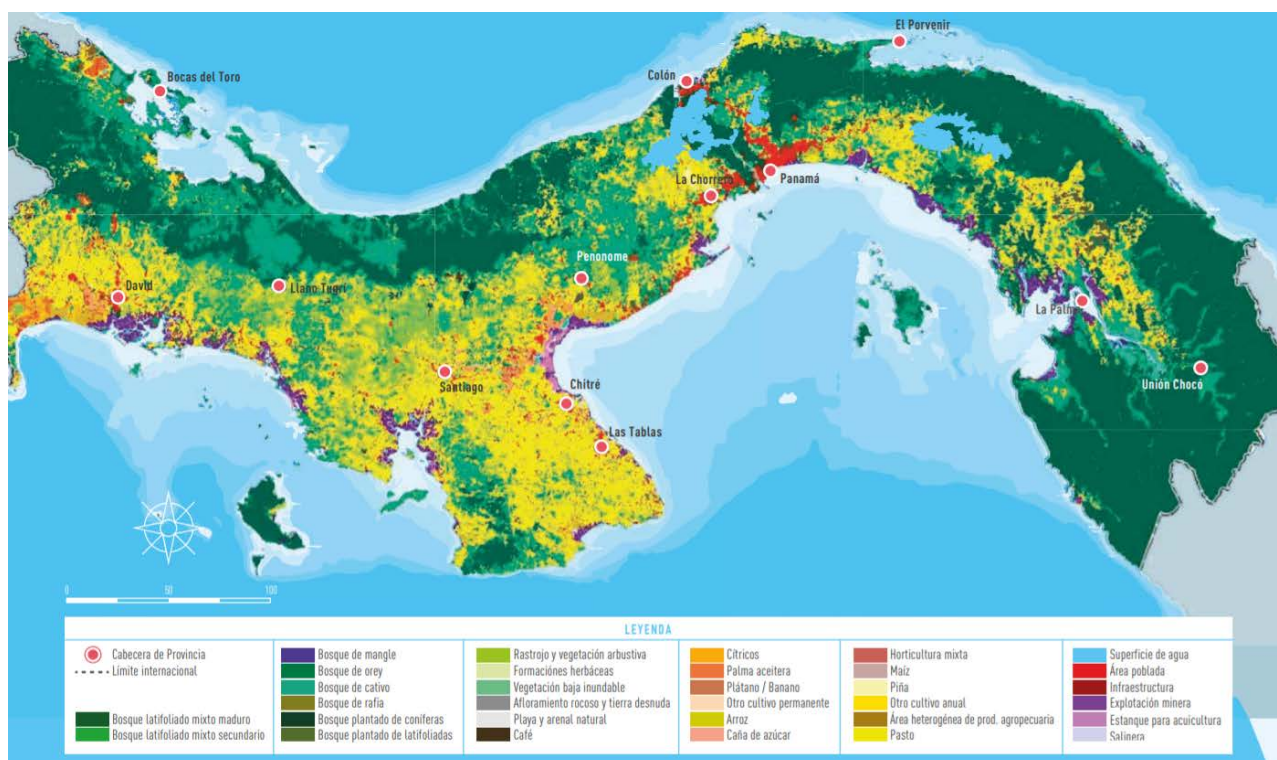 El Porvenir
Bocas del Toro
Colón
La Chorrera
Panamá
Penonome
David
Llano Tugrí
La Palma
Santiago
Chitré
Unión Chocó
Las Tablas
0 50 100
LEYENDA
Cabecera de Provincia
Límite internacional
Bosque latifoliado mixto maduro
Bosque latifoliado mixto secundario
Bosque de mangle
Bosque de orey
Bosque de cativo
Bosque de rafia
Bosque plantado de coníferas
Bosque plantado de latifoliadas
Rastrojo y vegetación arbustiva
Formaciónes herbáceas
Vegetación baja inundable
Afloramiento rocoso y tierra desnuda
Playa y arenal natural
Café
Cítricos
Palma aceitera
Plátano / Banano
Otro cultivo permanente
Arroz
Caña de azúcar
Horticultura mixta
Maíz
Piña
Otro cultivo anual
Área heterogénea de prod. agropecuaria
Pasto
Superficie de agua
Área poblada
Infraestructura
Explotación minera
Estanque para acuicultura
Salinera